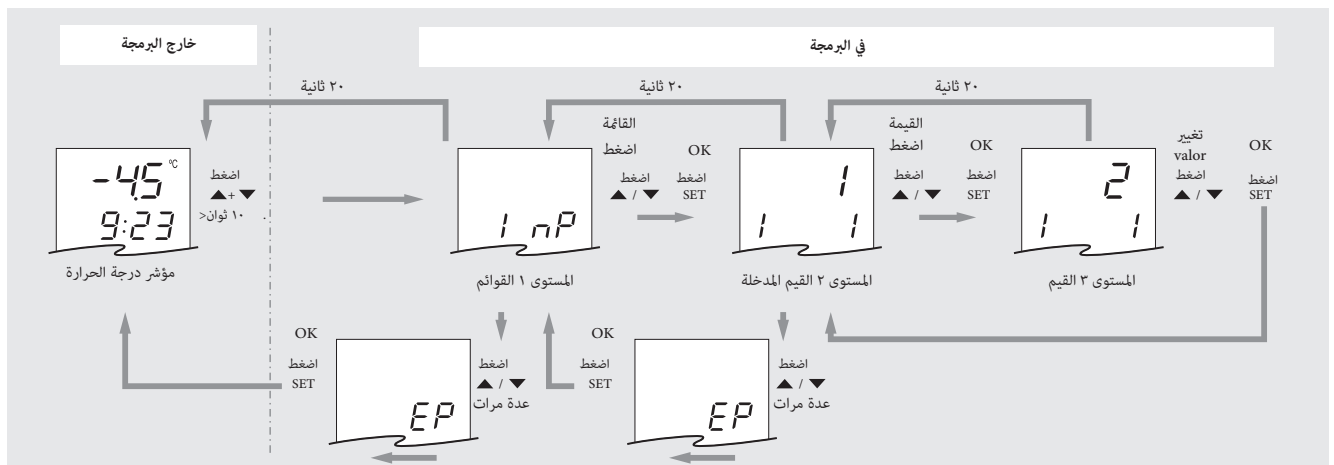 خارج البرمجة
في البرمجة
٢٠ ثانية
٢٠ ثانية
٢٠ ثانية
-4.5 °C
9:23
اضغط
▲+▼
١٠ ثوان<
مؤشر درجة الحرارة
1 nP
المستوى ١ القوائم
القائمة
اضغط
اضغط
▲ / ▼
OK
اضغط
SET
1
1 1
المستوى ٢ القيم المدخلة
القيمة
اضغط
اضغط
▲ / ▼
OK
اضغط
SET
2
1 1
المستوى ٣ القيم
تغيير
valor
اضغط
▲ / ▼
OK
اضغط
SET
OK
اضغط
SET
EP
اضغط
▲ / ▼
عدة مرات
OK
اضغط
SET
EP
اضغط
▲ / ▼
عدة مرات